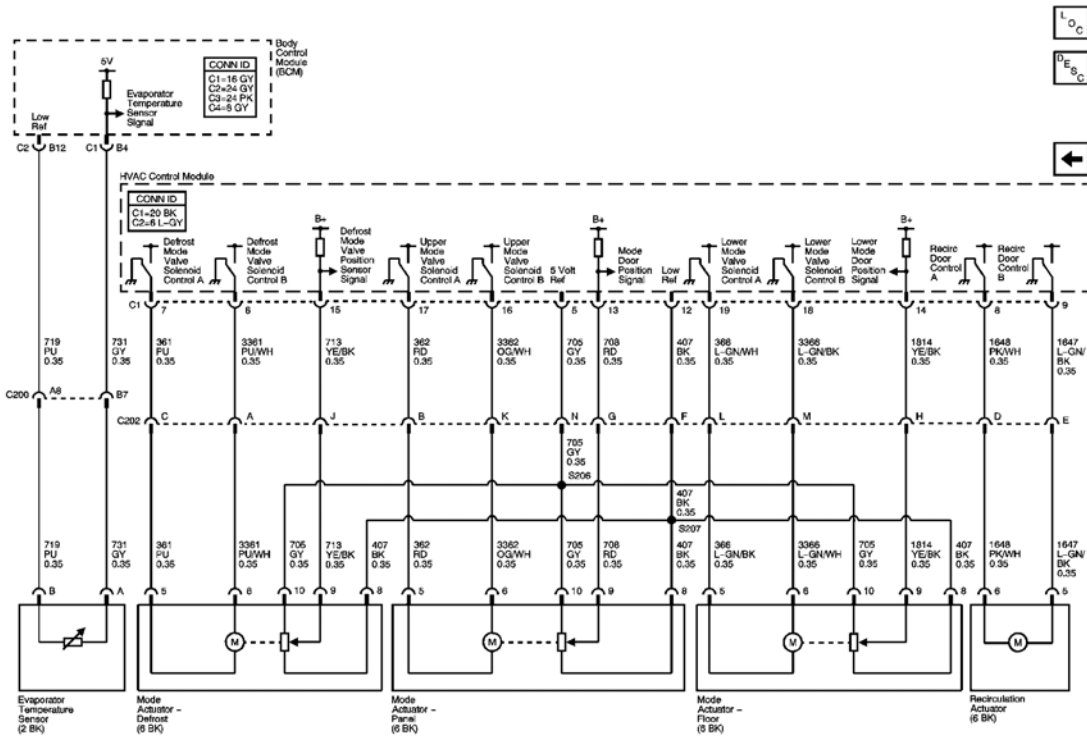 LOC
DESC
Body
Control
Module
(BCM)
5V
CONN ID
C1=16 GY
C2=24 GY
C3=24 PK
C4=8 GY
Evaporator
Temperature
Sensor
Signal
Low
Ref
C2 B12 C1 B4
HVAC Control Module
CONN ID
C1=20 BK
C2=6 L-GY
Defrost
Mode
Valve
Solenoid
Control A
Defrost
Mode
Valve
Solenoid
Control B
B+
Defrost
Mode
Valve
Position
Sensor
Signal
Upper
Mode
Valve
Solenoid
Control A
Upper
Mode
Valve
Solenoid
Control B
5 Volt
Ref
B+
Mode
Door
Position
Signal
Low
Ref
Lower
Mode
Valve
Solenoid
Control A
Lower
Mode
Valve
Solenoid
Control B
Lower
Mode
Door
Position
Signal
B+
Recirc
Door
Control
A
Recirc
Door
Control
B
C1 7 6 15 17 16 5 13 12 19 18 14 8 9
719
PU
0.35
731
GY
0.35
361
PU
0.35
3361
PU/WH
0.35
713
YE/BK
0.35
362
RD
0.35
3362
OG/WH
0.35
705
GY
0.35
708
RD
0.35
407
BK
0.35
366
L-GN/WH
0.35
3366
L-GN/BK
0.35
1814
YE/BK
0.35
1648
PK/WH
0.35
1647
L-GN/
BK
0.35
C200 A8 B7
C202 C A J B K N G F L M H D E
705
GY
0.35
S206
407
BK
0.35
S207
719
PU
0.35
731
GY
0.35
361
PU
0.35
3361
PU/WH
0.35
705
GY
0.35
713
YE/BK
0.35
407
BK
0.35
362
RD
0.35
3362
OG/WH
0.35
705
GY
0.35
708
RD
0.35
407
BK
0.35
366
L-GN/BK
0.35
3366
L-GN/WH
0.35
705
GY
0.35
1814
YE/BK
0.35
407
BK
0.35
1648
PK/WH
0.35
1647
L-GN/
BK
0.35
B A 5 6 10 9 8 5 6 10 9 8 5 6 10 9 8 6 5
M M M M
Evaporator
Temperature
Sensor
(2 BK)
Mode
Actuator –
Defrost
(6 BK)
Mode
Actuator –
Panel
(6 BK)
Mode
Actuator –
Floor
(6 BK)
Recirculation
Actuator
(6 BK)